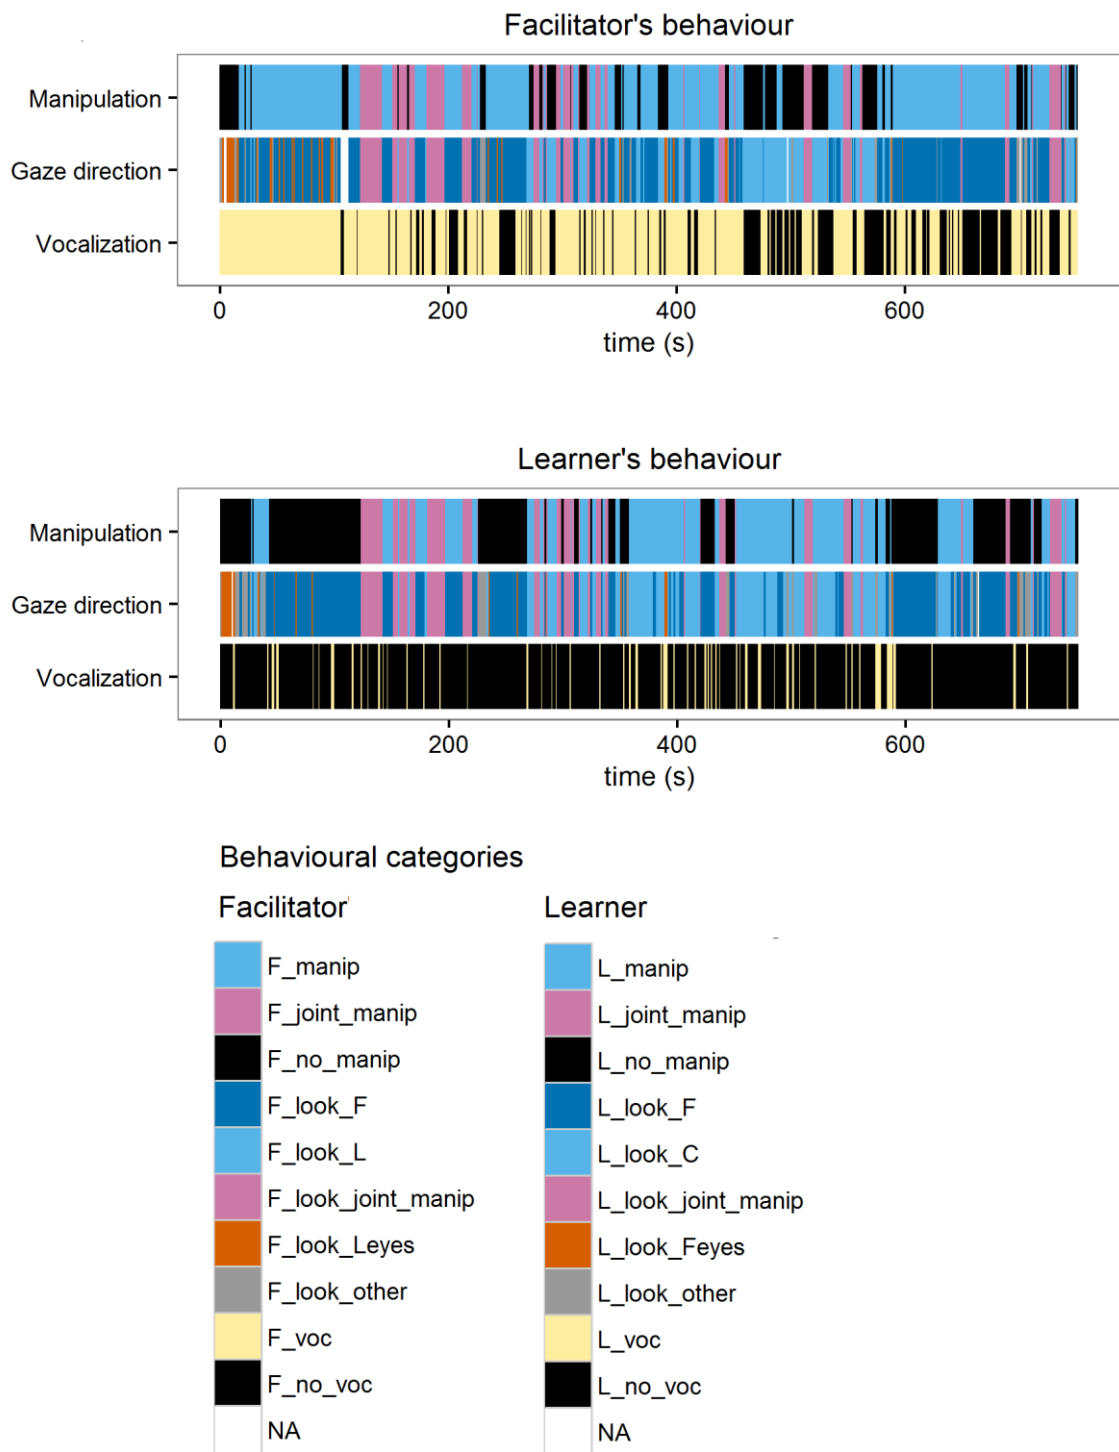 Facilitator's behaviour
Manipulation
Gaze direction
Vocalization
0 200 400 600
time (s)
Learner's behaviour
Manipulation
Gaze direction
Vocalization
0 200 400 600
time (s)
Behavioural categories
Facilitator Learner
F_manip L_manip
F_joint_manip L_joint_manip
F_no_manip L_no_manip
F_look_F L_look_F
F_look_L L_look_C
F_look_joint_manip L_look_joint_manip
F_look_Leyes L_look_Feyes
F_look_other L_look_other
F_voc L_voc
F_no_voc L_no_voc
NA NA